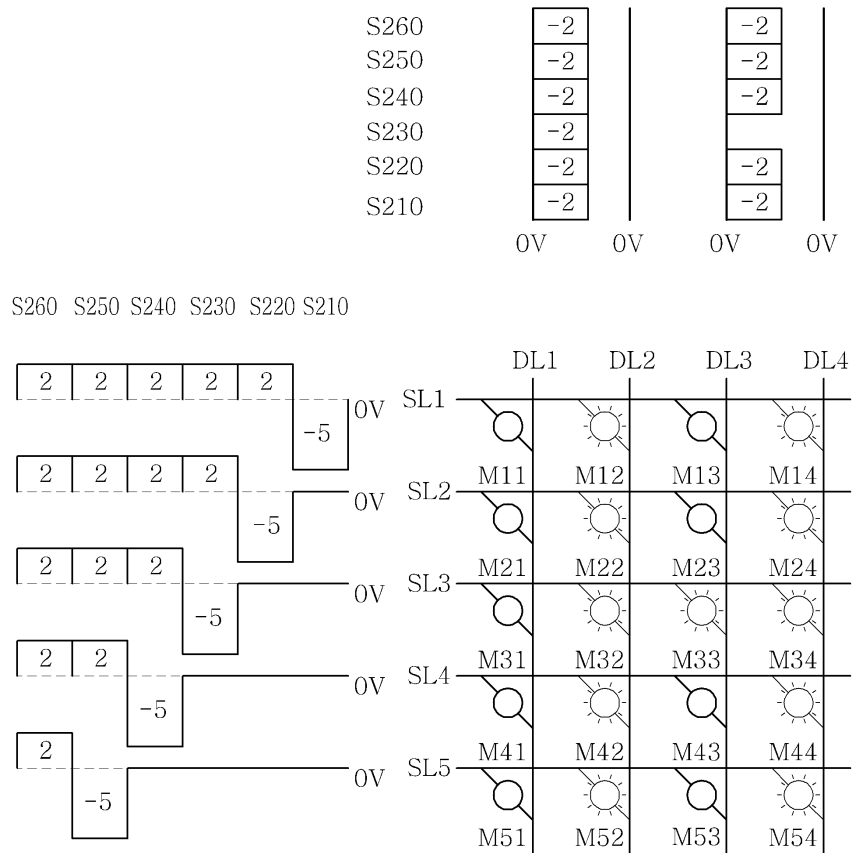 S260 -2 -2
S250 -2 -2
S240 -2 -2
S230 -2
S220 -2 -2
S210 -2 -2
0V 0V 0V 0V
S260 S250 S240 S230 S220 S210
DL1 DL2 DL3 DL4
2 2 2 2 2 0V SL1
-5
M11 M12 M13 M14
2 2 2 2 0V SL2
-5
M21 M22 M23 M24
2 2 2 0V SL3
-5
M31 M32 M33 M34
2 2 0V SL4
-5
M41 M42 M43 M44
2 0V SL5
-5
M51 M52 M53 M54